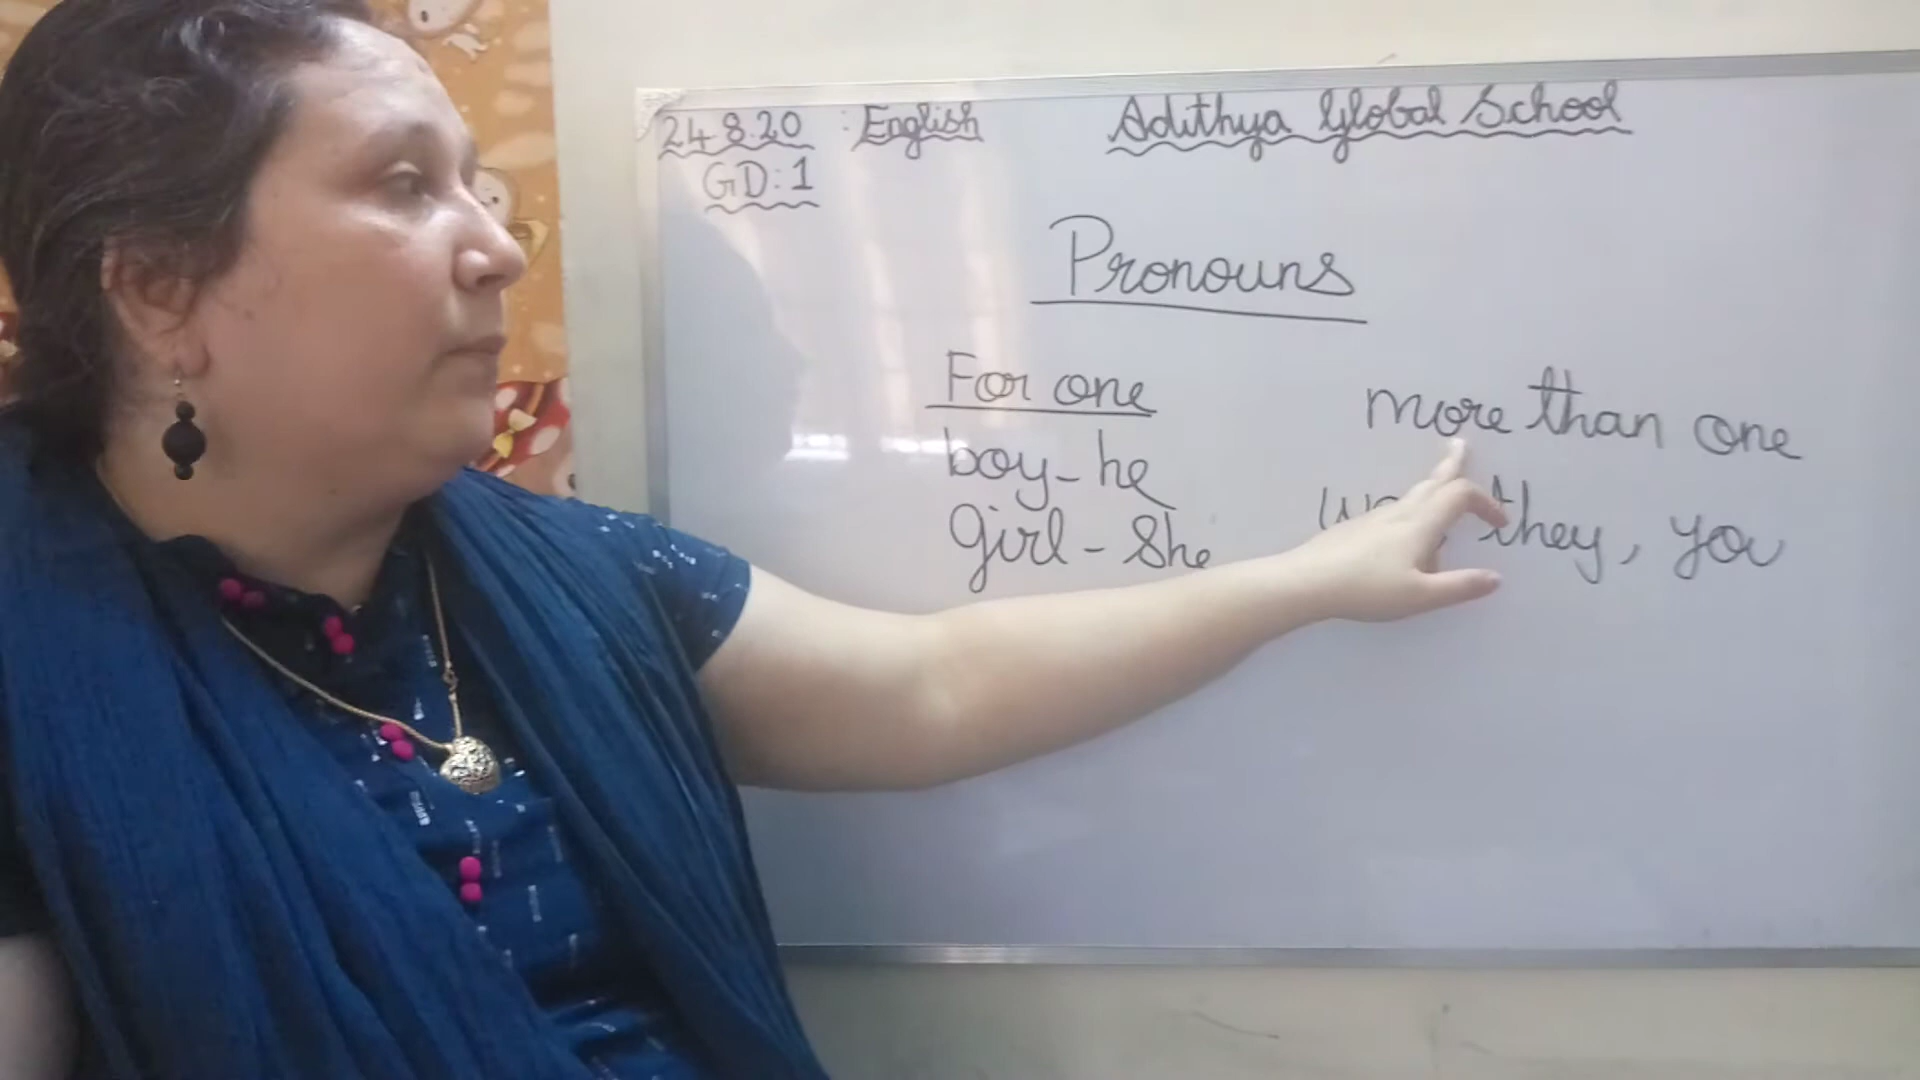 24.8.20 : English Adithya Global School
GD:1
Pronouns
For one
boy - he
girl - she
more than one
they, you